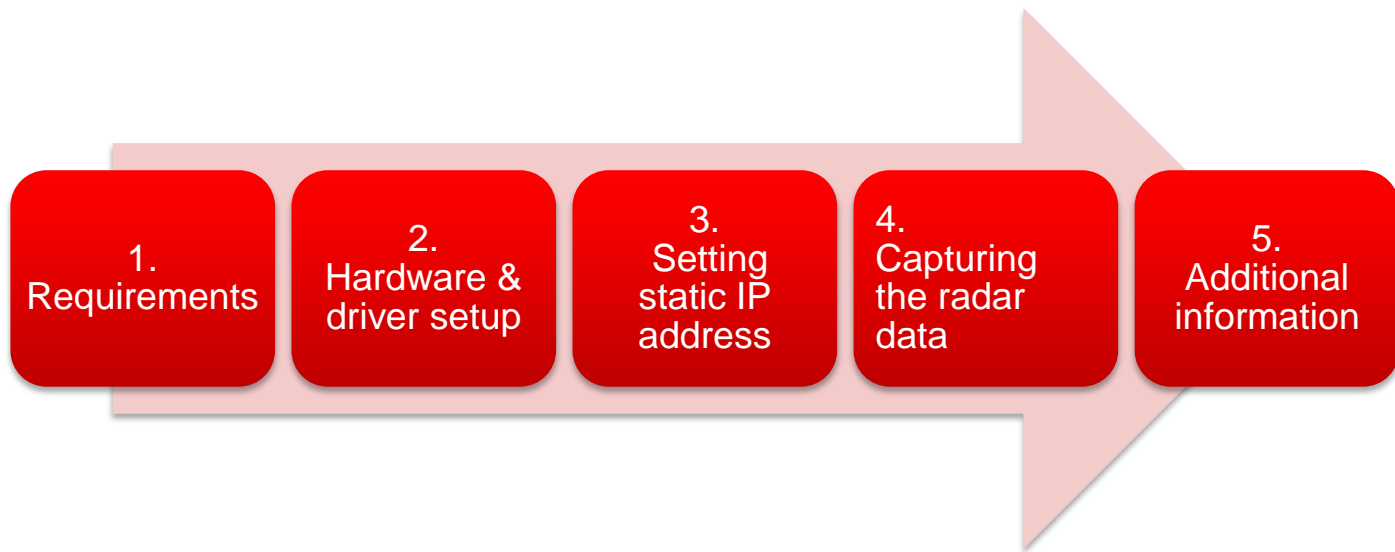 1.
Requirements
2.
Hardware &
driver setup
3.
Setting
static IP
address
4.
Capturing
the radar
data
5.
Additional
information